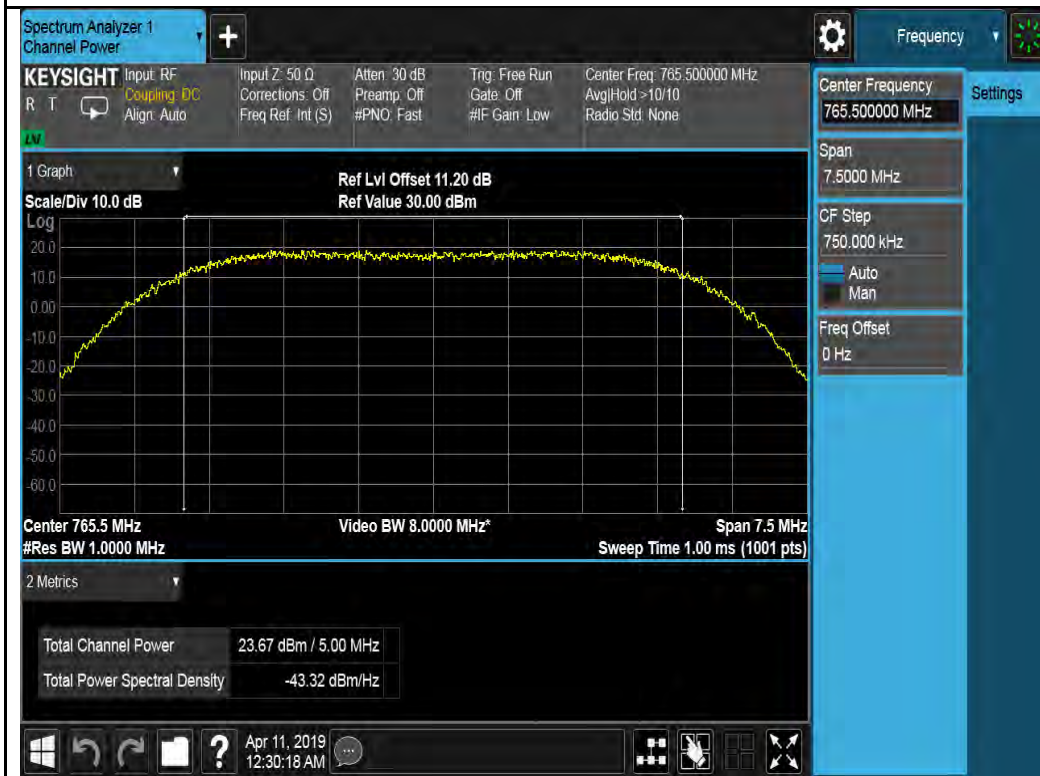 Spectrum Analyzer 1
Channel Power
+
Frequency
KEYSIGHT
R T
Input: RF
Coupling: DC
Align: Auto
Input Z: 50 Ω
Corrections: Off
Freq Ref: Int (S)
Atten: 30 dB
Preamp: Off
#PNO: Fast
Trig: Free Run
Gate: Off
#IF Gain: Low
Center Freq: 765.500000 MHz
Avg|Hold >10/10
Radio Std: None
1 Graph
Scale/Div 10.0 dB
Ref Lvl Offset 11.20 dB
Ref Value 30.00 dBm
Log
20.0
10.0
0.00
-10.0
-20.0
-30.0
-40.0
-50.0
-60.0
Center 765.5 MHz
#Res BW 1.0000 MHz
Video BW 8.0000 MHz*
Span 7.5 MHz
Sweep Time 1.00 ms (1001 pts)
2 Metrics
Total Channel Power 23.67 dBm / 5.00 MHz
Total Power Spectral Density -43.32 dBm/Hz
Center Frequency
765.500000 MHz
Settings
Span
7.5000 MHz
CF Step
750.000 kHz
Auto
Man
Freq Offset
0 Hz
?
Apr 11, 2019
12:30:18 AM